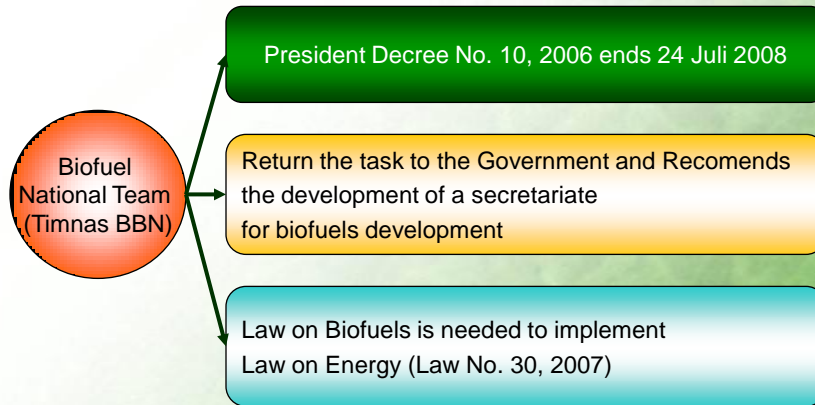 President Decree No. 10, 2006 ends 24 Juli 2008
Biofuel
National Team
(Timnas BBN)
Return the task to the Government and Recomends
the development of a secretariate
for biofuels development
Law on Biofuels is needed to implement
Law on Energy (Law No. 30, 2007)